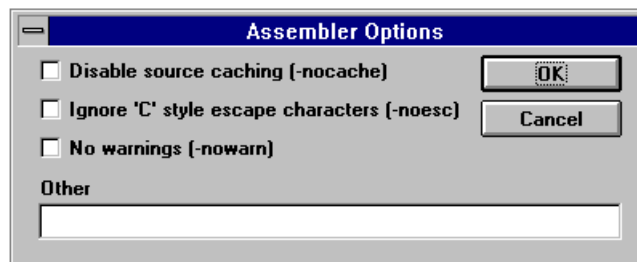 Assembler Options
Disable source caching (-nocache)
OK
Ignore 'C' style escape characters (-noesc)
Cancel
No warnings (-nowarn)
Other